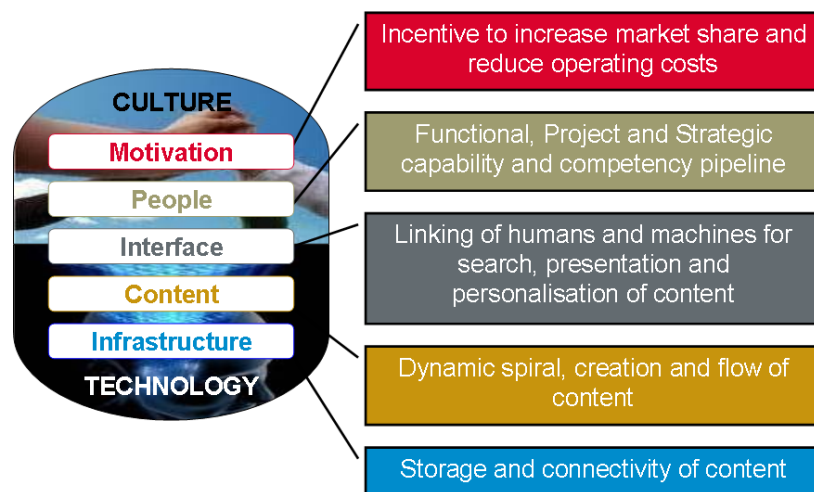 CULTURE
Motivation
People
Interface
Content
Infrastructure
TECHNOLOGY
Incentive to increase market share and
reduce operating costs
Functional, Project and Strategic
capability and competency pipeline
Linking of humans and machines for
search, presentation and
personalisation of content
Dynamic spiral, creation and flow of
content
Storage and connectivity of content